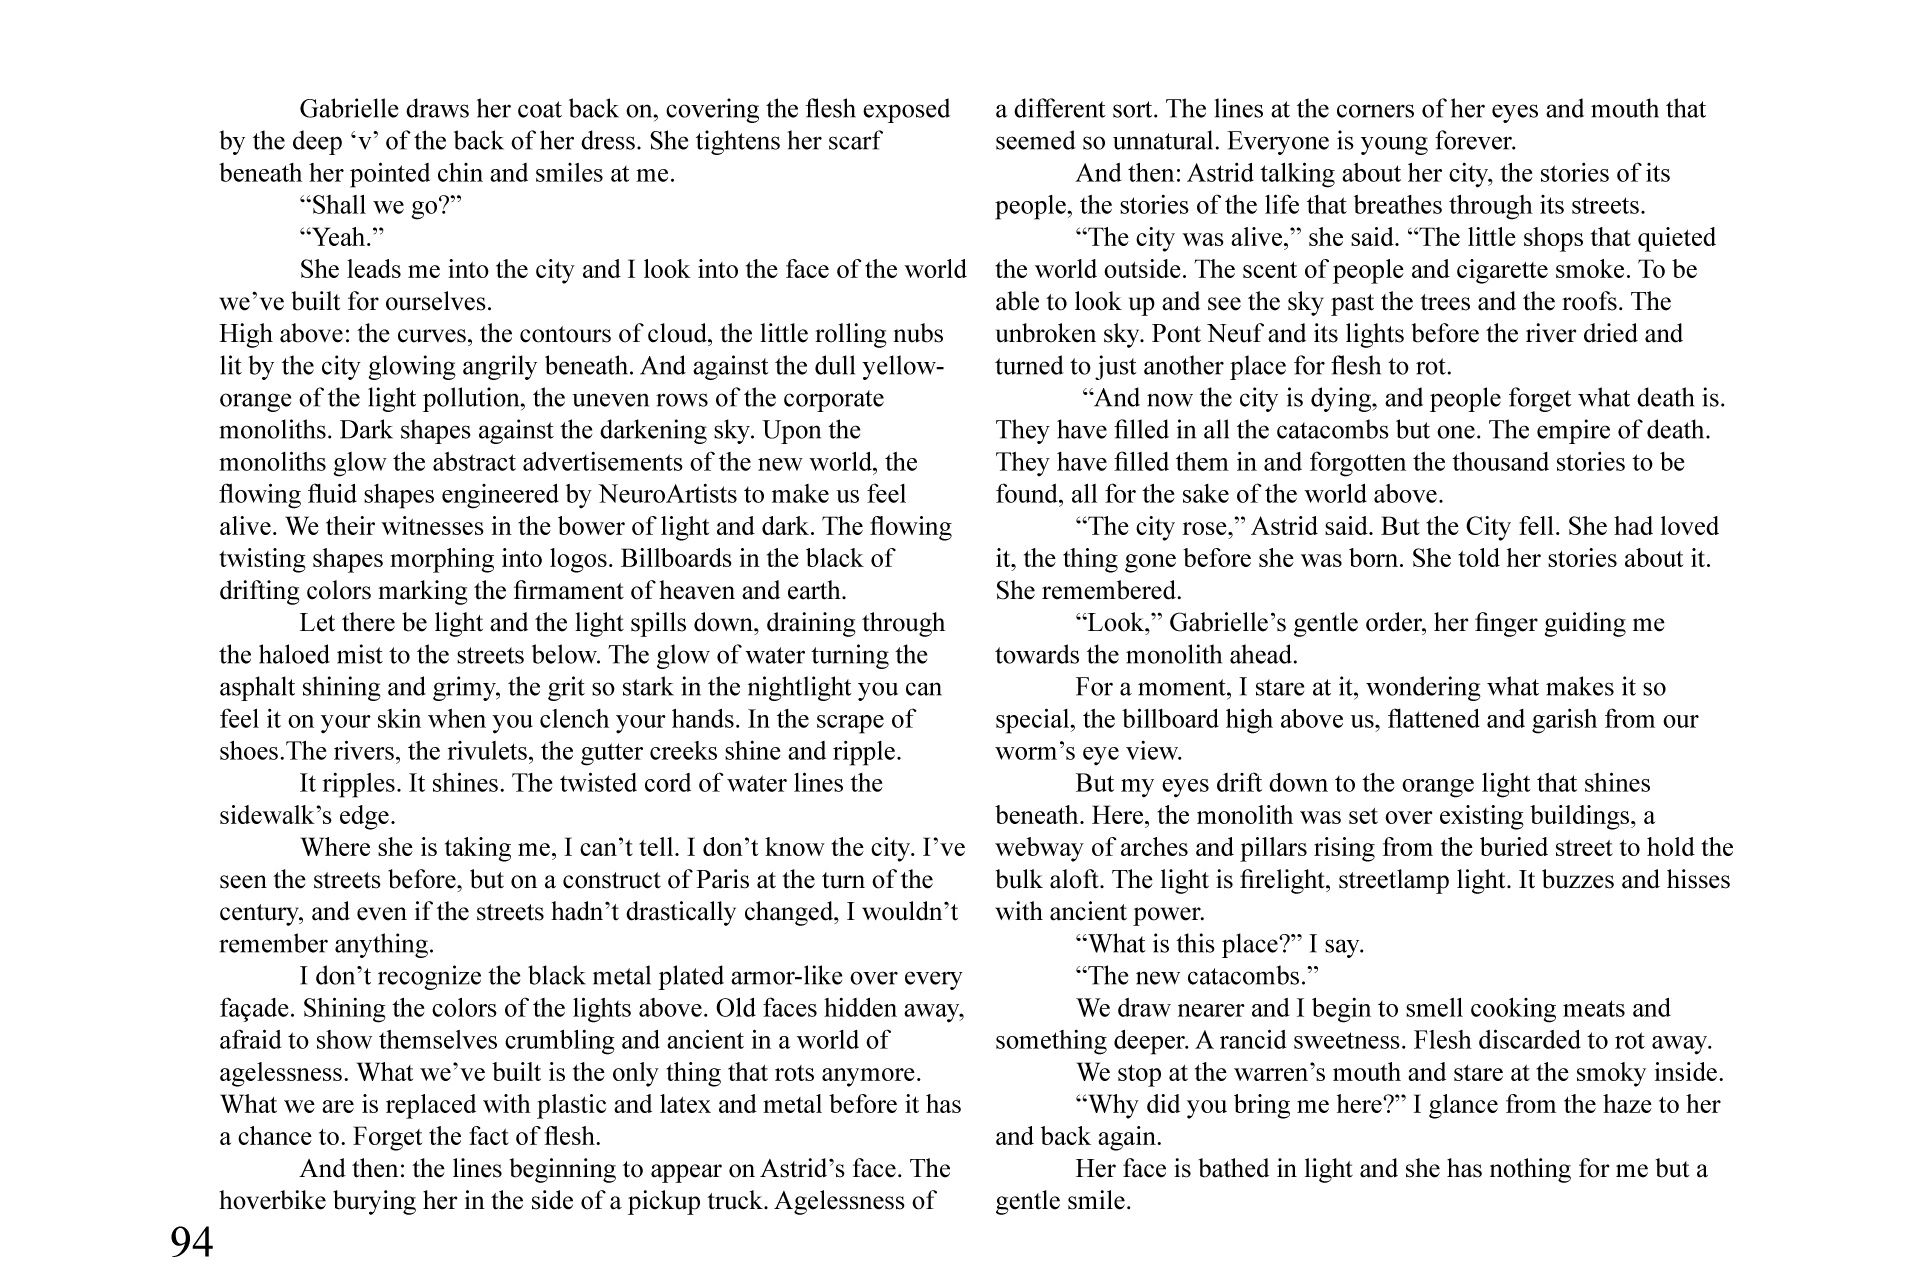 Gabrielle draws her coat back on, covering the flesh exposed
by the deep ‘v’ of the back of her dress. She tightens her scarf
beneath her pointed chin and smiles at me.
“Shall we go?”
“Yeah.”
She leads me into the city and I look into the face of the world
we’ve built for ourselves.
High above: the curves, the contours of cloud, the little rolling nubs
lit by the city glowing angrily beneath. And against the dull yellow-
orange of the light pollution, the uneven rows of the corporate
monoliths. Dark shapes against the darkening sky. Upon the
monoliths glow the abstract advertisements of the new world, the
flowing fluid shapes engineered by NeuroArtists to make us feel
alive. We their witnesses in the bower of light and dark. The flowing
twisting shapes morphing into logos. Billboards in the black of
drifting colors marking the firmament of heaven and earth.
Let there be light and the light spills down, draining through
the haloed mist to the streets below. The glow of water turning the
asphalt shining and grimy, the grit so stark in the nightlight you can
feel it on your skin when you clench your hands. In the scrape of
shoes.The rivers, the rivulets, the gutter creeks shine and ripple.
It ripples. It shines. The twisted cord of water lines the
sidewalk’s edge.
Where she is taking me, I can’t tell. I don’t know the city. I’ve
seen the streets before, but on a construct of Paris at the turn of the
century, and even if the streets hadn’t drastically changed, I wouldn’t
remember anything.
I don’t recognize the black metal plated armor-like over every
façade. Shining the colors of the lights above. Old faces hidden away,
afraid to show themselves crumbling and ancient in a world of
agelessness. What we’ve built is the only thing that rots anymore.
What we are is replaced with plastic and latex and metal before it has
a chance to. Forget the fact of flesh.
And then: the lines beginning to appear on Astrid’s face. The
hoverbike burying her in the side of a pickup truck. Agelessness of
94
a different sort. The lines at the corners of her eyes and mouth that
seemed so unnatural. Everyone is young forever.
And then: Astrid talking about her city, the stories of its
people, the stories of the life that breathes through its streets.
“The city was alive,” she said. “The little shops that quieted
the world outside. The scent of people and cigarette smoke. To be
able to look up and see the sky past the trees and the roofs. The
unbroken sky. Pont Neuf and its lights before the river dried and
turned to just another place for flesh to rot.
“And now the city is dying, and people forget what death is.
They have filled in all the catacombs but one. The empire of death.
They have filled them in and forgotten the thousand stories to be
found, all for the sake of the world above.
“The city rose,” Astrid said. But the City fell. She had loved
it, the thing gone before she was born. She told her stories about it.
She remembered.
“Look,” Gabrielle’s gentle order, her finger guiding me
towards the monolith ahead.
For a moment, I stare at it, wondering what makes it so
special, the billboard high above us, flattened and garish from our
worm’s eye view.
But my eyes drift down to the orange light that shines
beneath. Here, the monolith was set over existing buildings, a
webway of arches and pillars rising from the buried street to hold the
bulk aloft. The light is firelight, streetlamp light. It buzzes and hisses
with ancient power.
“What is this place?” I say.
“The new catacombs.”
We draw nearer and I begin to smell cooking meats and
something deeper. A rancid sweetness. Flesh discarded to rot away.
We stop at the warren’s mouth and stare at the smoky inside.
“Why did you bring me here?” I glance from the haze to her
and back again.
Her face is bathed in light and she has nothing for me but a
gentle smile.